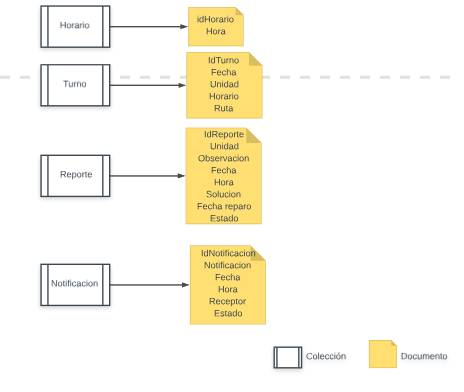 Horario
idHorario
Hora
Turno
IdTurno
Fecha
Unidad
Horario
Ruta
Reporte
IdReporte
Unidad
Observacion
Fecha
Hora
Solucion
Fecha reparo
Estado
Notificacion
IdNotificacion
Notificacion
Fecha
Hora
Receptor
Estado
Colección
Documento